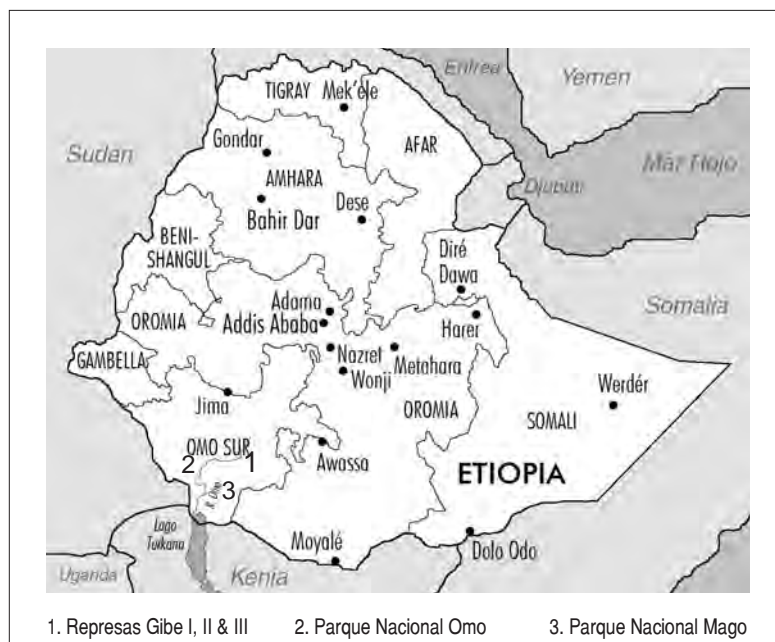 Eritrea
Yemen
TIGRAY
Mek'éle
Sudan
Gondar
AFAR
Mar Rojo
AMHARA
Djubuti
Bahir Dar
Dese
BENI-
SHANGUL
Diré
Dawa
Adama
Somalia
OROMIA
Addis Ababa
Harer
GAMBELLA
Nazret
Metahara
Wonji
Werdér
Jima
OROMIA
SOMALI
OMO SUR
1
Awassa
2
ETIOPIA
3
R. Omo
Lago
Turkana
Moyalé
Dolo Odo
Uganda
Kenia
1. Represas Gibe I, II & III 2. Parque Nacional Omo 3. Parque Nacional Mago